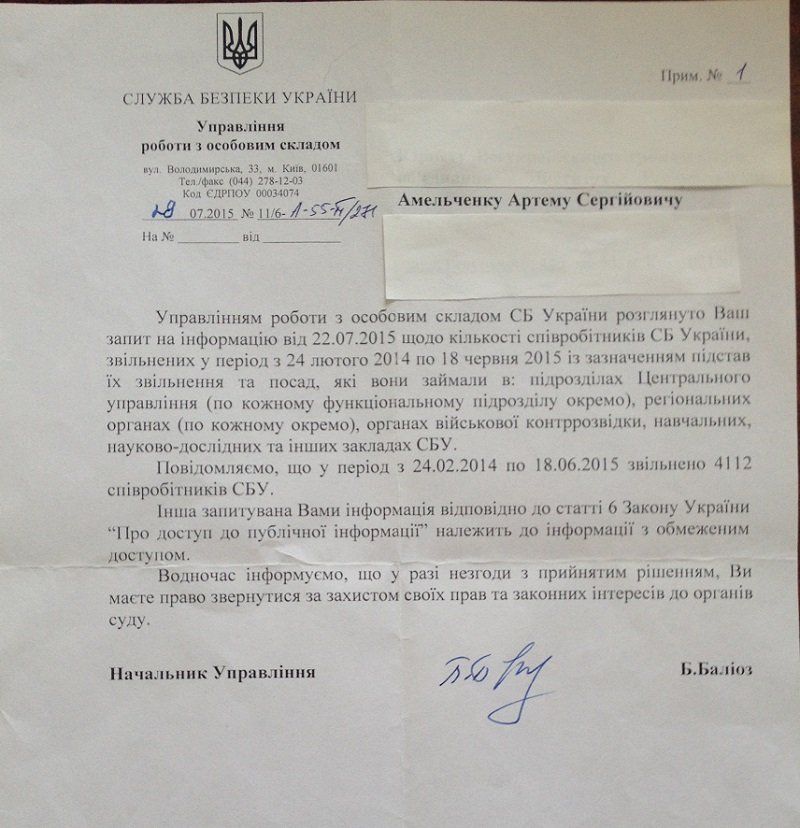 Прим. № 1
СЛУЖБА БЕЗПЕКИ УКРАЇНИ
Управління
роботи з особовим складом
вул. Володимирська, 33, м. Київ, 01601
Тел./факс (044) 278-12-03
Код ЄДРПОУ 00034074
07.2015 № 11/6-
На № __________ від ____________
Амельченку Артему Сергійовичу
Управлінням роботи з особовим складом СБ України розглянуто Ваш
запит на інформацію від 22.07.2015 щодо кількості співробітників СБ України,
звільнених у період з 24 лютого 2014 по 18 червня 2015 із зазначенням підстав
їх звільнення та посад, які вони займали в: підрозділах Центрального
управління (по кожному функціональному підрозділу окремо), регіональних
органах (по кожному окремо), органах військової контррозвідки, навчальних,
науково-дослідних та інших закладах СБУ.
Повідомляємо, що у період з 24.02.2014 по 18.06.2015 звільнено 4112
співробітників СБУ.
Інша запитувана Вами інформація відповідно до статті 6 Закону України
“Про доступ до публічної інформації” належить до інформації з обмеженим
доступом.
Водночас інформуємо, що у разі незгоди з прийнятим рішенням, Ви
маєте право звернутися за захистом своїх прав та законних інтересів до органів
суду.
Начальник Управління
Б.Баліоз